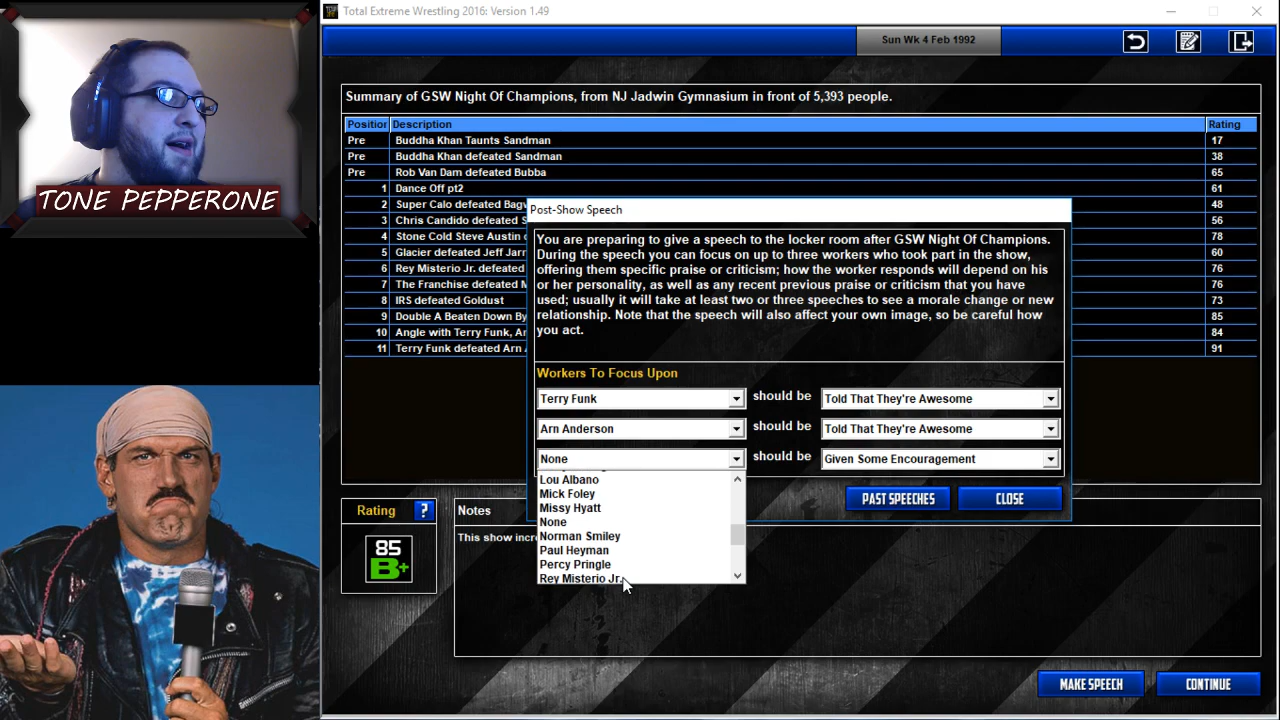 Total Extreme Wrestling 2016: Version 1.49
Sun Wk 4 Feb 1992
TONE PEPPERONE
Summary of GSW Night Of Champions, from NJ Jadwin Gymnasium in front of 5,393 people.
Position Description Rating
Pre Buddha Khan Taunts Sandman 17
Pre Buddha Khan defeated Sandman 38
Pre Rob Van Dam defeated Bubba 65
1 Dance Off pt2 61
2 Super Calo defeated Bagv 48
3 Chris Candido defeated S 56
4 Stone Cold Steve Austin 78
5 Glacier defeated Jeff Jarr 60
6 Rey Misterio Jr. defeated 76
7 The Franchise defeated M 76
8 IRS defeated Goldust 73
9 Double A Beaten Down By 85
10 Angle with Terry Funk, Ar 84
11 Terry Funk defeated Arn 91
Post-Show Speech
You are preparing to give a speech to the locker room after GSW Night Of Champions.
During the speech you can focus on up to three workers who took part in the show,
offering them specific praise or criticism; how the worker responds will depend on his
or her personality, as well as any recent previous praise or criticism that you have
used; usually it will take at least two or three speeches to see a morale change or new
relationship. Note that the speech will also affect your own image, so be careful how
you act.
Workers To Focus Upon
Terry Funk should be Told That They're Awesome
Arn Anderson should be Told That They're Awesome
None should be Given Some Encouragement
Lou Albano
Mick Foley
Missy Hyatt
None
Norman Smiley
Paul Heyman
Percy Pringle
Rey Misterio Jr.
PAST SPEECHES CLOSE
Rating ?
85
B+
Notes
This show incre
MAKE SPEECH CONTINUE